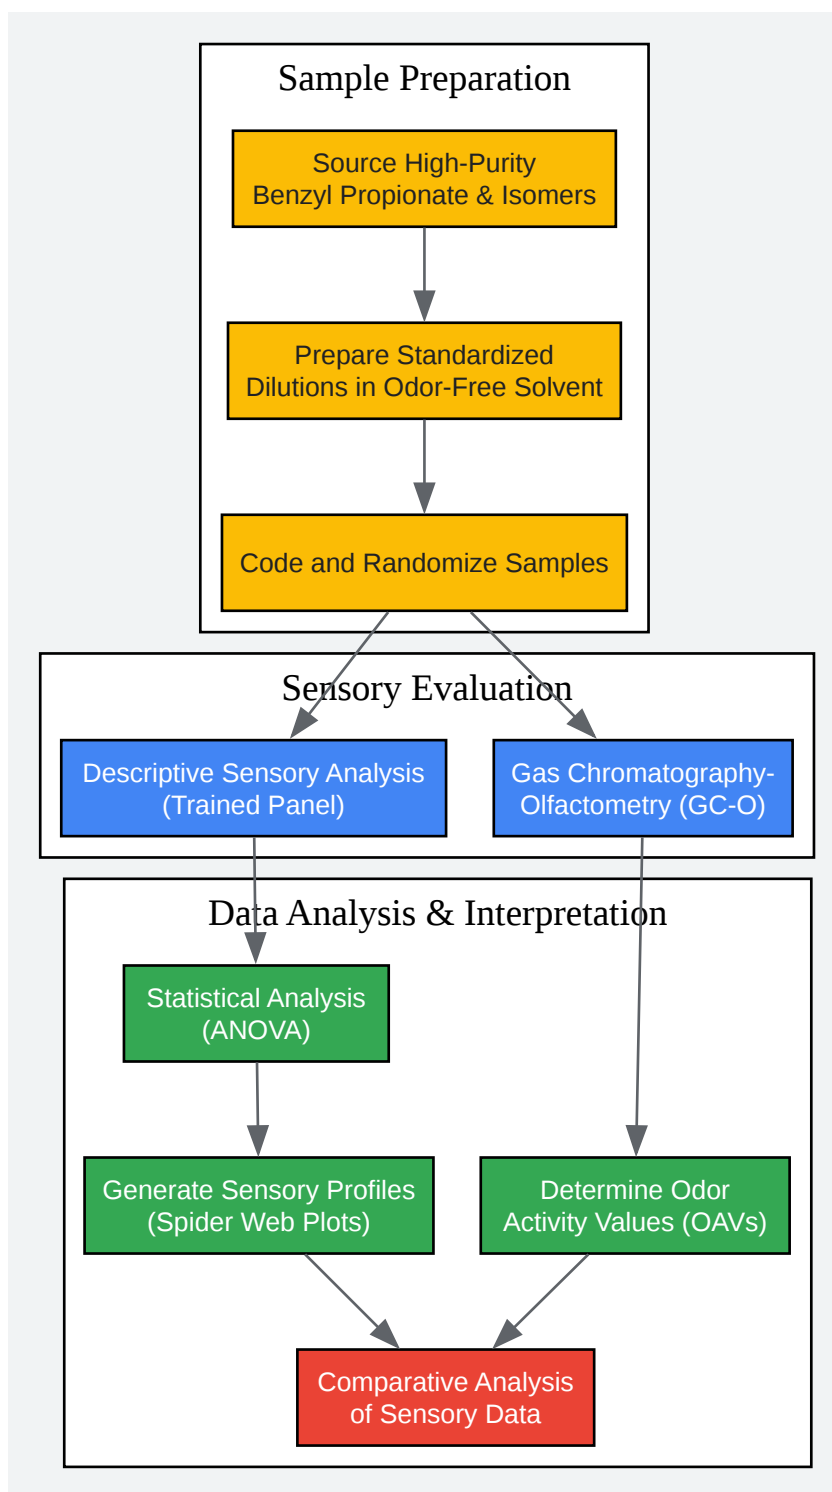 Sample Preparation
Source High-Purity
Benzyl Propionate & Isomers
Prepare Standardized
Dilutions in Odor-Free Solvent
Code and Randomize Samples
Sensory Evaluation
Descriptive Sensory Analysis
(Trained Panel)
Gas Chromatography-
Olfactometry (GC-O)
Data Analysis & Interpretation
Statistical Analysis
(ANOVA)
Generate Sensory Profiles
(Spider Web Plots)
Determine Odor
Activity Values (OAVs)
Comparative Analysis
of Sensory Data